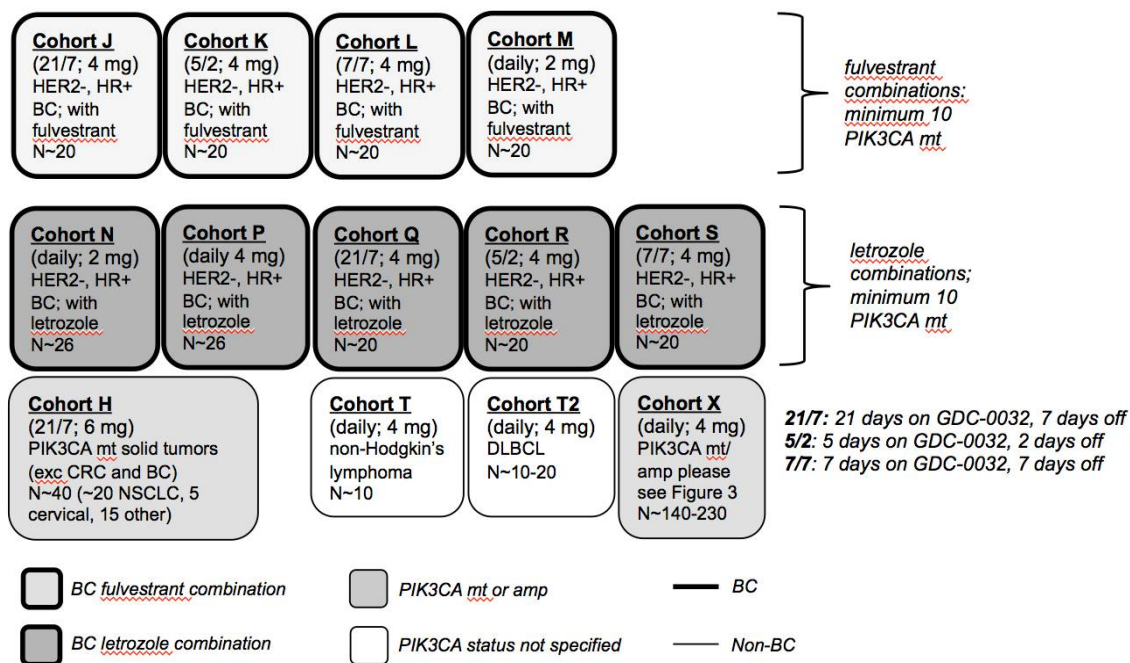 Cohort J
(21/7; 4 mg)
HER2-, HR+
BC; with
fulvestrant
N~20
Cohort K
(5/2; 4 mg)
HER2-, HR+
BC; with
fulvestrant
N~20
Cohort L
(7/7; 4 mg)
HER2-, HR+
BC; with
fulvestrant
N~20
Cohort M
(daily; 2 mg)
HER2-, HR+
BC; with
fulvestrant
N~20
fulvestrant
combinations:
minimum 10
PIK3CA mt
Cohort N
(daily; 2 mg)
HER2-, HR+
BC; with
letrozole
N~26
Cohort P
(daily 4 mg)
HER2-, HR+
BC; with
letrozole
N~26
Cohort Q
(21/7; 4 mg)
HER2-, HR+
BC; with
letrozole
N~20
Cohort R
(5/2; 4 mg)
HER2-, HR+
BC; with
letrozole
N~20
Cohort S
(7/7; 4 mg)
HER2-, HR+
BC; with
letrozole
N~20
letrozole
combinations;
minimum 10
PIK3CA mt
Cohort H
(21/7; 6 mg)
PIK3CA mt solid tumors
(exc CRC and BC)
N~40 (~20 NSCLC, 5
cervical, 15 other)
Cohort T
(daily; 4 mg)
non-Hodgkin's
lymphoma
N~10
Cohort T2
(daily; 4 mg)
DLBCL
N~10-20
Cohort X
(daily; 4 mg)
PIK3CA mt/
amp please
see Figure 3
N~140-230
21/7: 21 days on GDC-0032, 7 days off
5/2: 5 days on GDC-0032, 2 days off
7/7: 7 days on GDC-0032, 7 days off
BC fulvestrant combination
PIK3CA mt or amp
BC
BC letrozole combination
PIK3CA status not specified
Non-BC